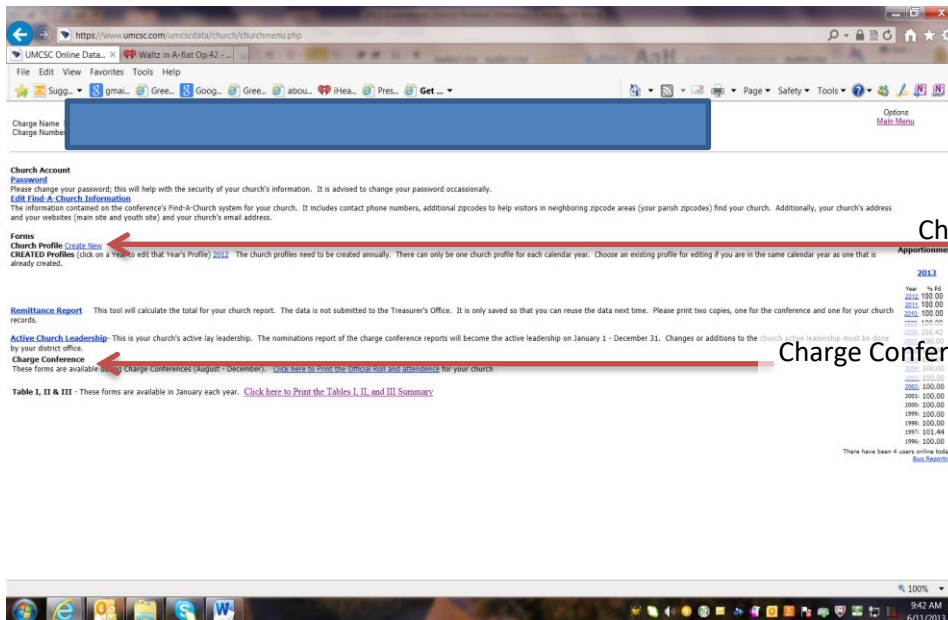 https://www.umcsc.com/umcscdata/church/churchmenu.php
UMCSC Online Data... Waltz in A-flat Op 42 - ...
File Edit View Favorites Tools Help
Sugg... gmai... Gree... Goog... Gree... abou... iHea... Pres... Get ...
Page Safety Tools
Options
Main Menu
Charge Name
Charge Number
Church Account
Password
Please change your password; this will help with the security of your church's information. It is advised to change your password occassionally.
Edit Find-A-Church Information
The information contained on the conference's Find-A-Church system for your church. It includes contact phone numbers, additional zipcodes to help visitors in neighboring zipcode areas (your parish zipcodes) find your church. Additionally, your church's address
and your websites (main site and youth site) and your church's email address.
Forms
Church Profile Create New
Ch
CREATED Profiles (click on a Year to edit that Year's Profile) 2012 The church profiles need to be created annually. There can only be one church profile for each calendar year. Choose an existing profile for editing if you are in the same calendar year as one that is
already created.
Apportionme
2013
Year % Pd
2012: 100.00
2011: 100.00
2010: 100.00
Remittance Report This tool will calculate the total for your church report. The data is not submitted to the Treasurer's Office. It is only saved so that you can reuse the data next time. Please print two copies, one for the conference and one for your church
records.
Active Church Leadership- This is your church's active lay leadership. The nominations report of the charge conference reports will become the active leadership on January 1 - December 31. Changes or additions to the church active leadership must be done
by your district office.
Charge Conference
Charge Confer
These forms are available during Charge Conferences (August - December). Click here to Print the Official Roll and attendence for your church
Table I, II & III - These forms are available in January each year. Click here to Print the Tables I, II, and III Summary
2004: 100.00
2003: 100.00
2002: 100.00
2001: 100.00
2000: 100.00
1999: 100.00
1998: 100.00
1997: 101.44
1996: 100.00
There have been 4 users online toda
Bug Reports
100%
9:42 AM
6/11/2013